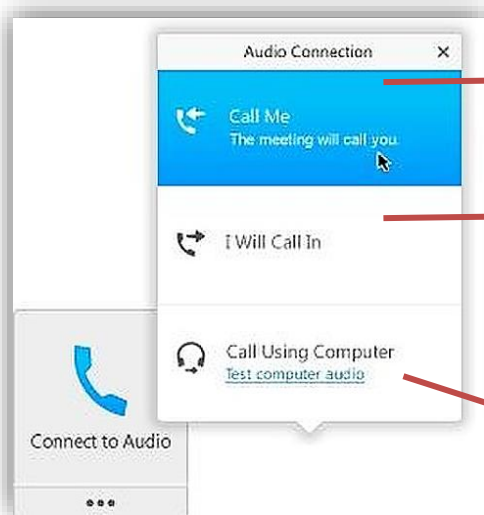 Audio Connection ×
Call Me
The meeting will call you.
I Will Call In
Call Using Computer
Test computer audio
Connect to Audio